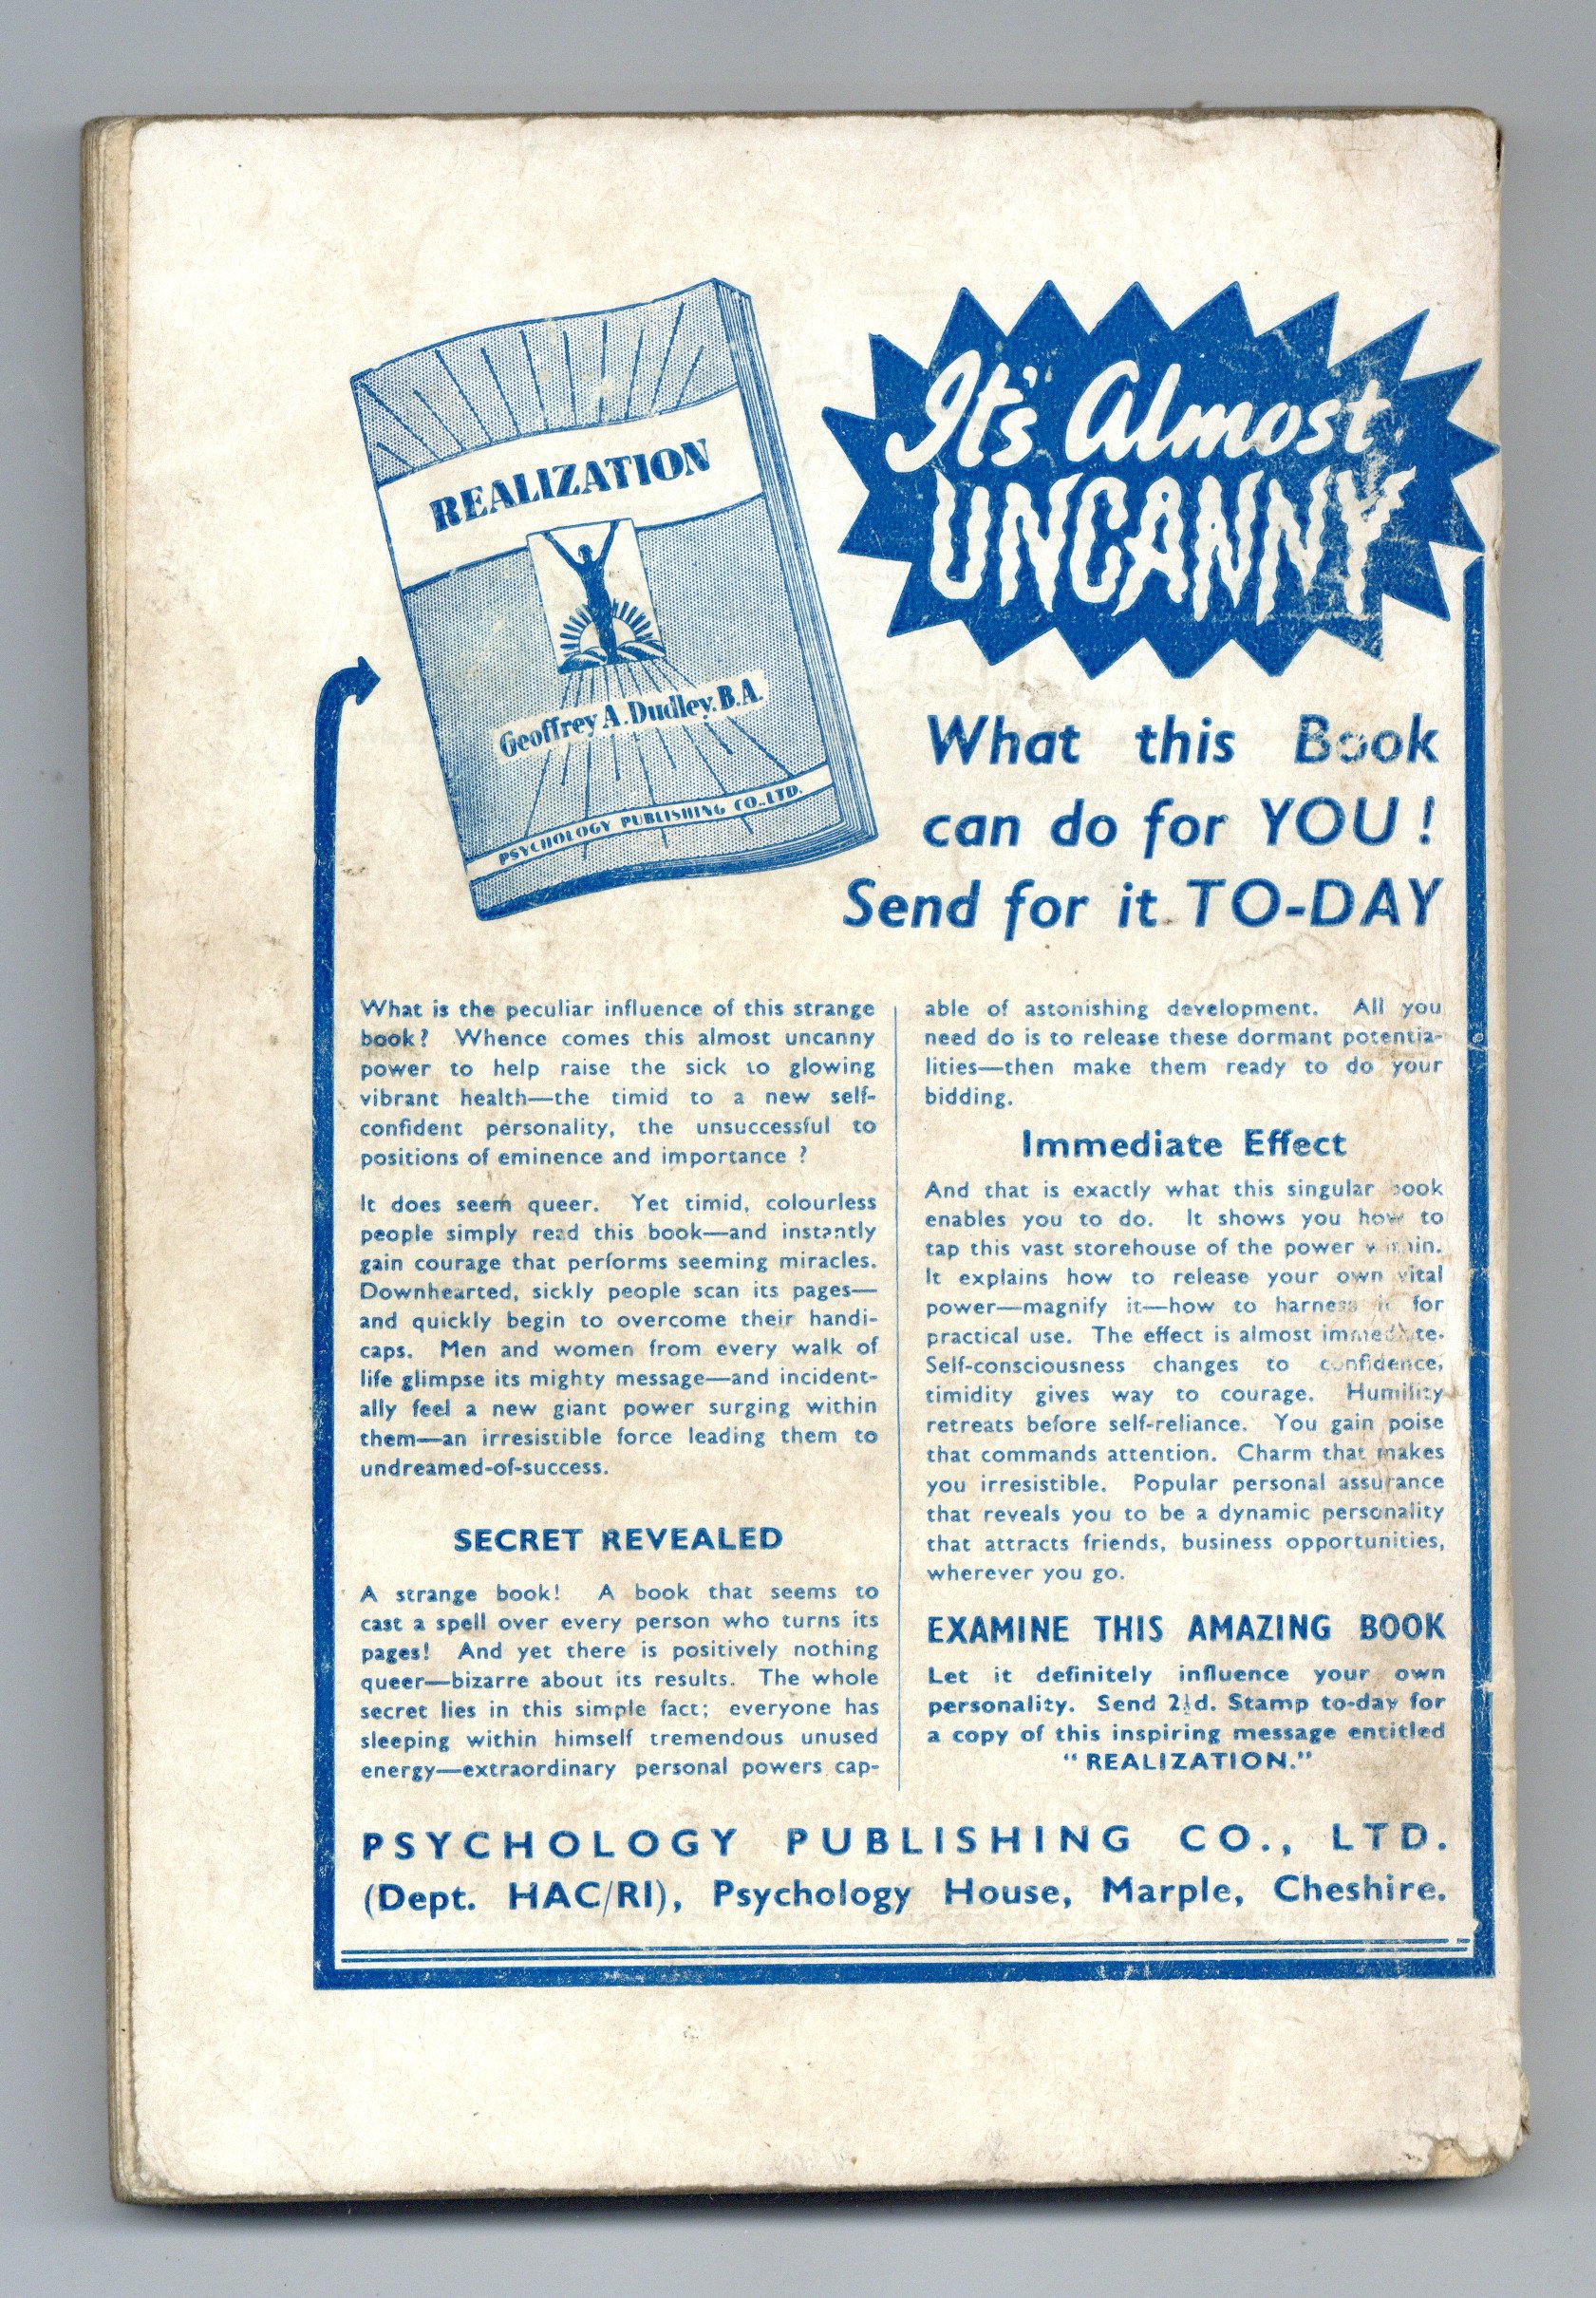 REALIZATION
Geoffrey A. Dudley. B.A.
PSYCHOLOGY PUBLISHING CO., LTD.
It's Almost
UNCANNY
What this Book
can do for YOU !
Send for it TO-DAY
What is the peculiar influence of this strange
book? Whence comes this almost uncanny
power to help raise the sick to glowing
vibrant health—the timid to a new self-
confident personality, the unsuccessful to
positions of eminence and importance ?
It does seem queer. Yet timid, colourless
people simply read this book—and instantly
gain courage that performs seeming miracles.
Downhearted, sickly people scan its pages—
and quickly begin to overcome their handi-
caps. Men and women from every walk of
life glimpse its mighty message—and incident-
ally feel a new giant power surging within
them—an irresistible force leading them to
undreamed-of-success.
SECRET REVEALED
A strange book! A book that seems to
cast a spell over every person who turns its
pages! And yet there is positively nothing
queer—bizarre about its results. The whole
secret lies in this simple fact; everyone has
sleeping within himself tremendous unused
energy—extraordinary personal powers cap-
able of astonishing development. All you
need do is to release these dormant potentia-
lities—then make them ready to do your
bidding.
Immediate Effect
And that is exactly what this singular book
enables you to do. It shows you how to
tap this vast storehouse of the power within.
It explains how to release your own vital
power—magnify it—how to harness it for
practical use. The effect is almost immediate.
Self-consciousness changes to confidence,
timidity gives way to courage. Humility
retreats before self-reliance. You gain poise
that commands attention. Charm that makes
you irresistible. Popular personal assurance
that reveals you to be a dynamic personality
that attracts friends, business opportunities,
wherever you go.
EXAMINE THIS AMAZING BOOK
Let it definitely influence your own
personality. Send 2½d. Stamp to-day for
a copy of this inspiring message entitled
"REALIZATION."
PSYCHOLOGY PUBLISHING CO., LTD.
(Dept. HAC/RI), Psychology House, Marple, Cheshire.